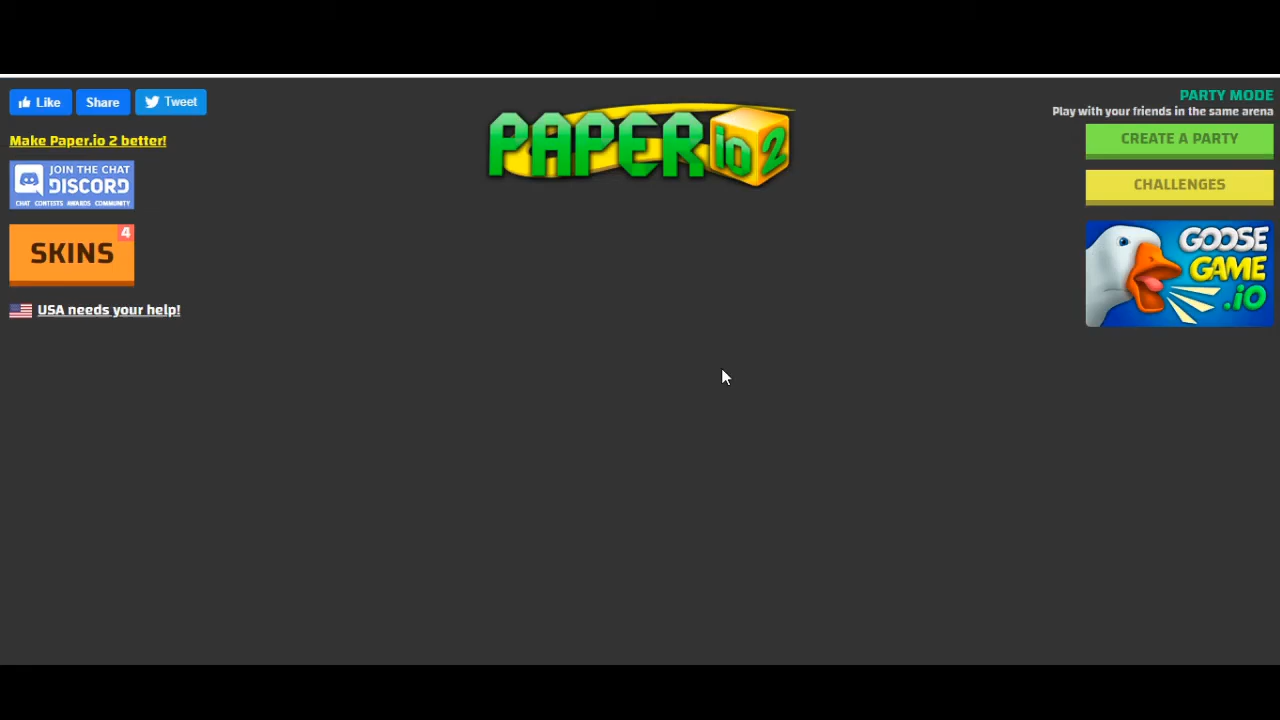 Like
Share
Tweet
Make Paper.io 2 better!
JOIN THE CHAT
DISCORD
CHAT CONTESTS AWARDS COMMUNITY
SKINS
4
USA needs your help!
PAPER io 2
PARTY MODE
Play with your friends in the same arena
CREATE A PARTY
CHALLENGES
GOOSE
GAME
.iO